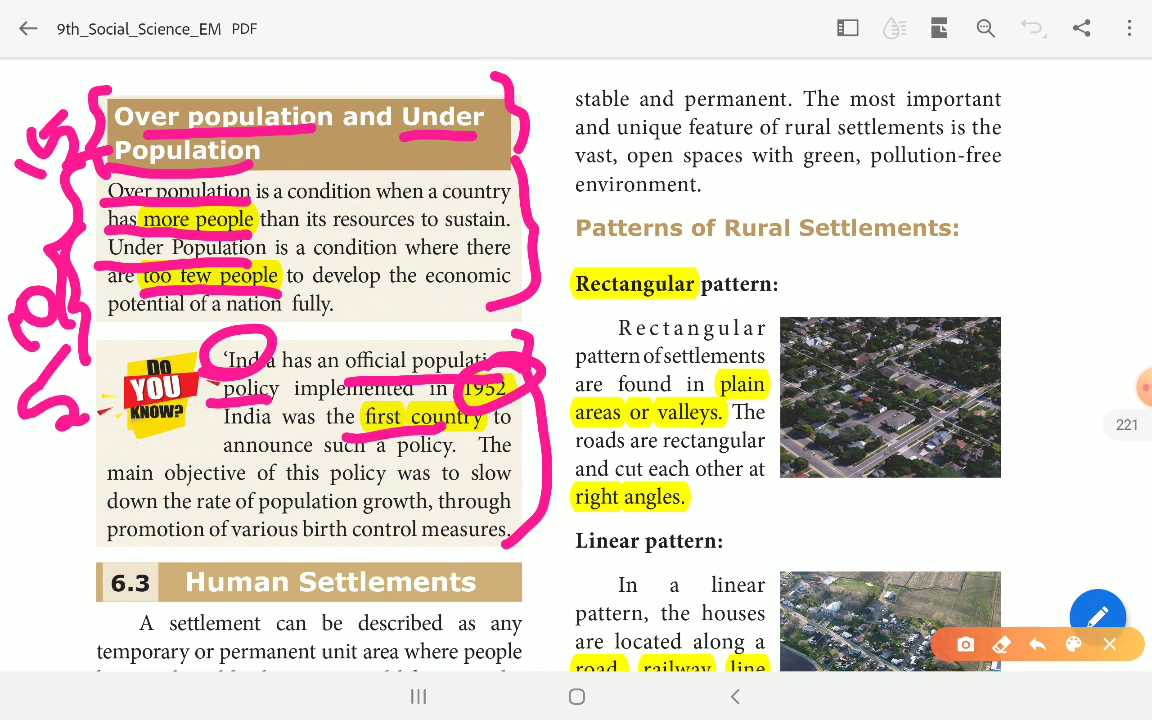 9th_Social_Science_EM PDF
Over population and Under
Population
Over population is a condition when a country
has more people than its resources to sustain.
Under Population is a condition where there
are too few people to develop the economic
potential of a nation fully.
DO
YOU
KNOW?
‘India has an official populati
policy implemented in 1952
India was the first country to
announce such a policy. The
main objective of this policy was to slow
down the rate of population growth, through
promotion of various birth control measures.
6.3 Human Settlements
A settlement can be described as any
temporary or permanent unit area where people
stable and permanent. The most important
and unique feature of rural settlements is the
vast, open spaces with green, pollution-free
environment.
Patterns of Rural Settlements:
Rectangular pattern:
Rectangular
pattern of settlements
are found in plain
areas or valleys. The
roads are rectangular
and cut each other at
right angles.
Linear pattern:
In a linear
pattern, the houses
are located along a
road, railway line
221